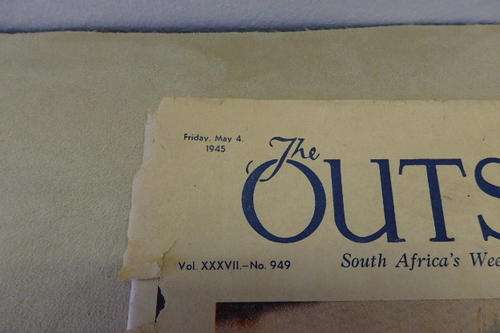 Friday, May 4.
1945
The
OUTS
Vol. XXXVII.—No. 949
South Africa's Wee